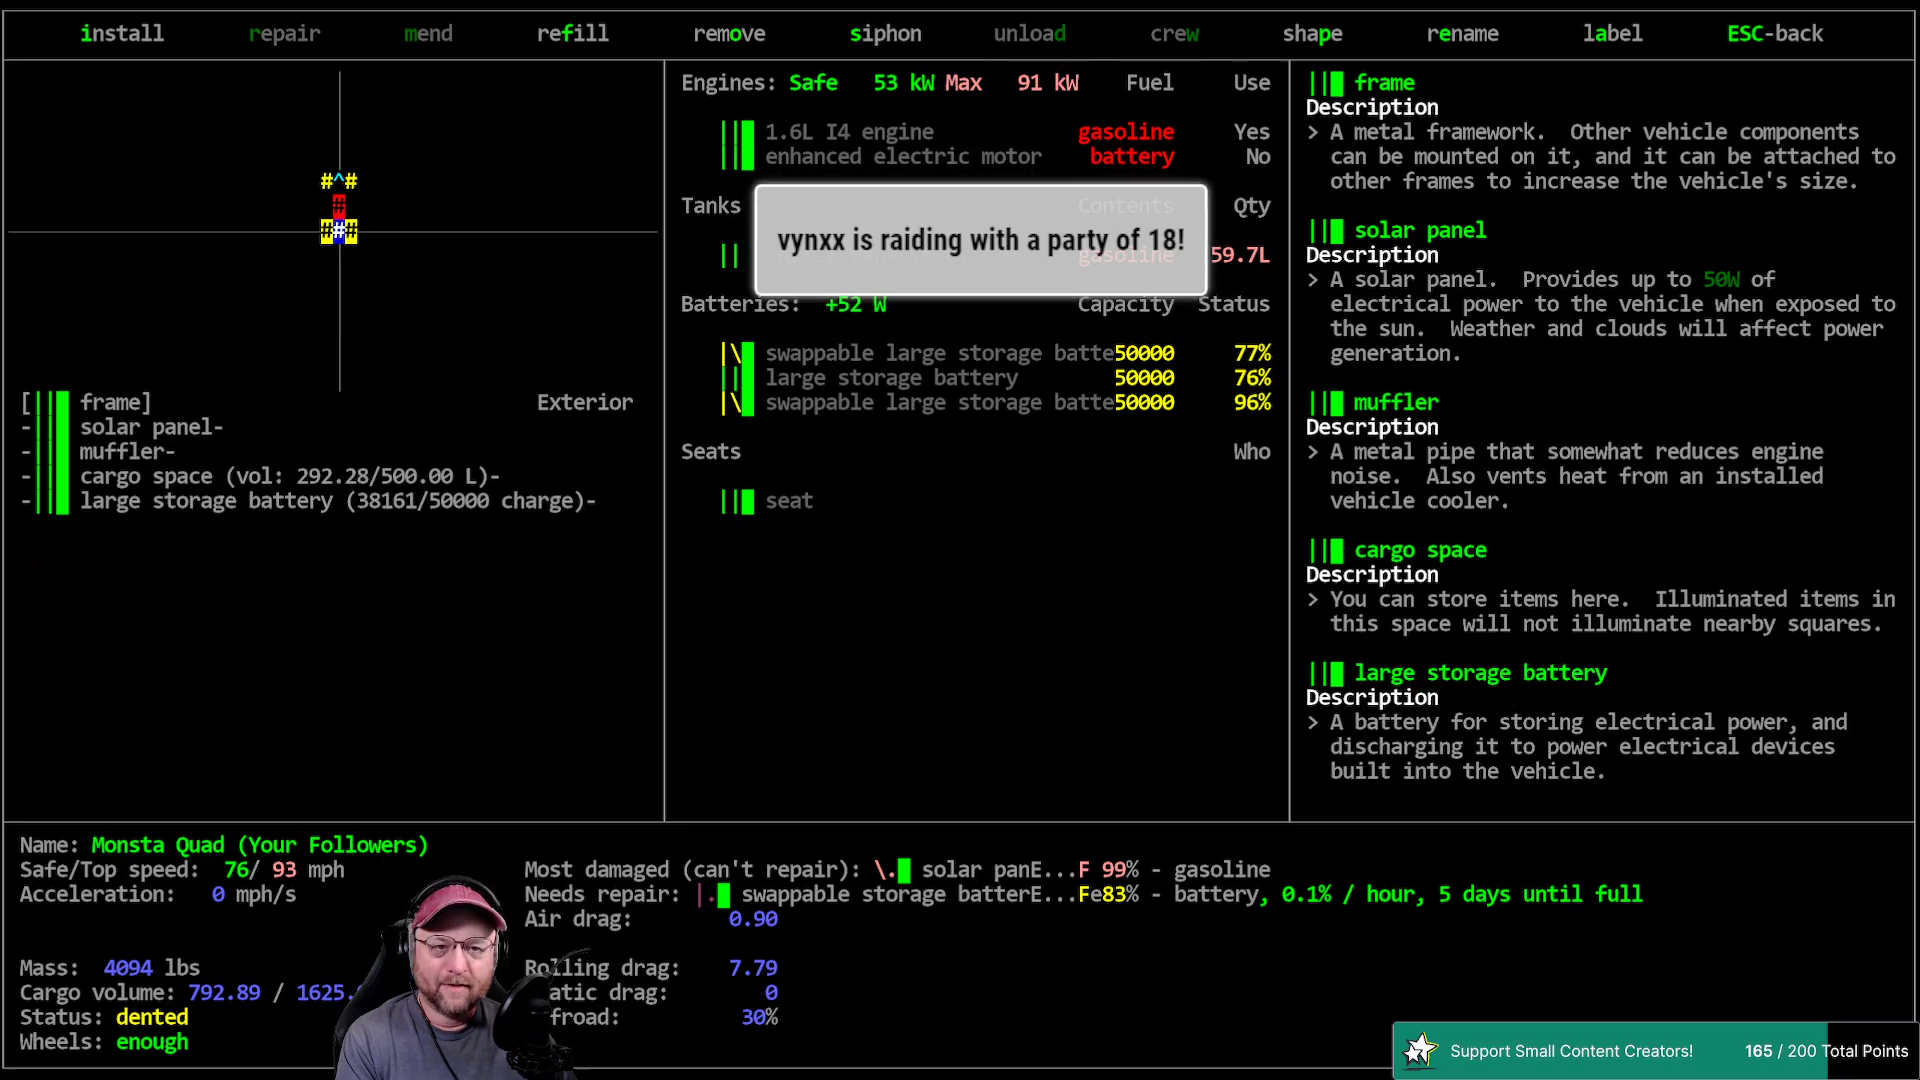 install repair mend refill remove siphon unload crew shape rename label ESC-back
Engines: Safe 53 kW Max 91 kW Fuel Use
1.6L I4 engine gasoline Yes
enhanced electric motor battery No
Tanks Contents Qty
gasoline 59.7L
vynxx is raiding with a party of 18!
Batteries: +52 W Capacity Status
swappable large storage batte50000 77%
large storage battery 50000 76%
swappable large storage batte50000 96%
Seats Who
seat
[|| frame] Exterior
-|| solar panel-
-|| muffler-
-|| cargo space (vol: 292.28/500.00 L)-
-|| large storage battery (38161/50000 charge)-
|| frame
Description
> A metal framework. Other vehicle components
can be mounted on it, and it can be attached to
other frames to increase the vehicle's size.
|| solar panel
Description
> A solar panel. Provides up to 50W of
electrical power to the vehicle when exposed to
the sun. Weather and clouds will affect power
generation.
|| muffler
Description
> A metal pipe that somewhat reduces engine
noise. Also vents heat from an installed
vehicle cooler.
|| cargo space
Description
> You can store items here. Illuminated items in
this space will not illuminate nearby squares.
|| large storage battery
Description
> A battery for storing electrical power, and
discharging it to power electrical devices
built into the vehicle.
Name: Monsta Quad (Your Followers)
Safe/Top speed: 76/ 93 mph
Acceleration: 0 mph/s
Mass: 4094 lbs
Cargo volume: 792.89 / 1625.
Status: dented
Wheels: enough
Most damaged (can't repair): \. solar panE...F 99% - gasoline
Needs repair: |. swappable storage batterE...Fe83% - battery, 0.1% / hour, 5 days until full
Air drag: 0.90
Rolling drag: 7.79
atic drag: 0
froad: 30%
Support Small Content Creators! 165 / 200 Total Points